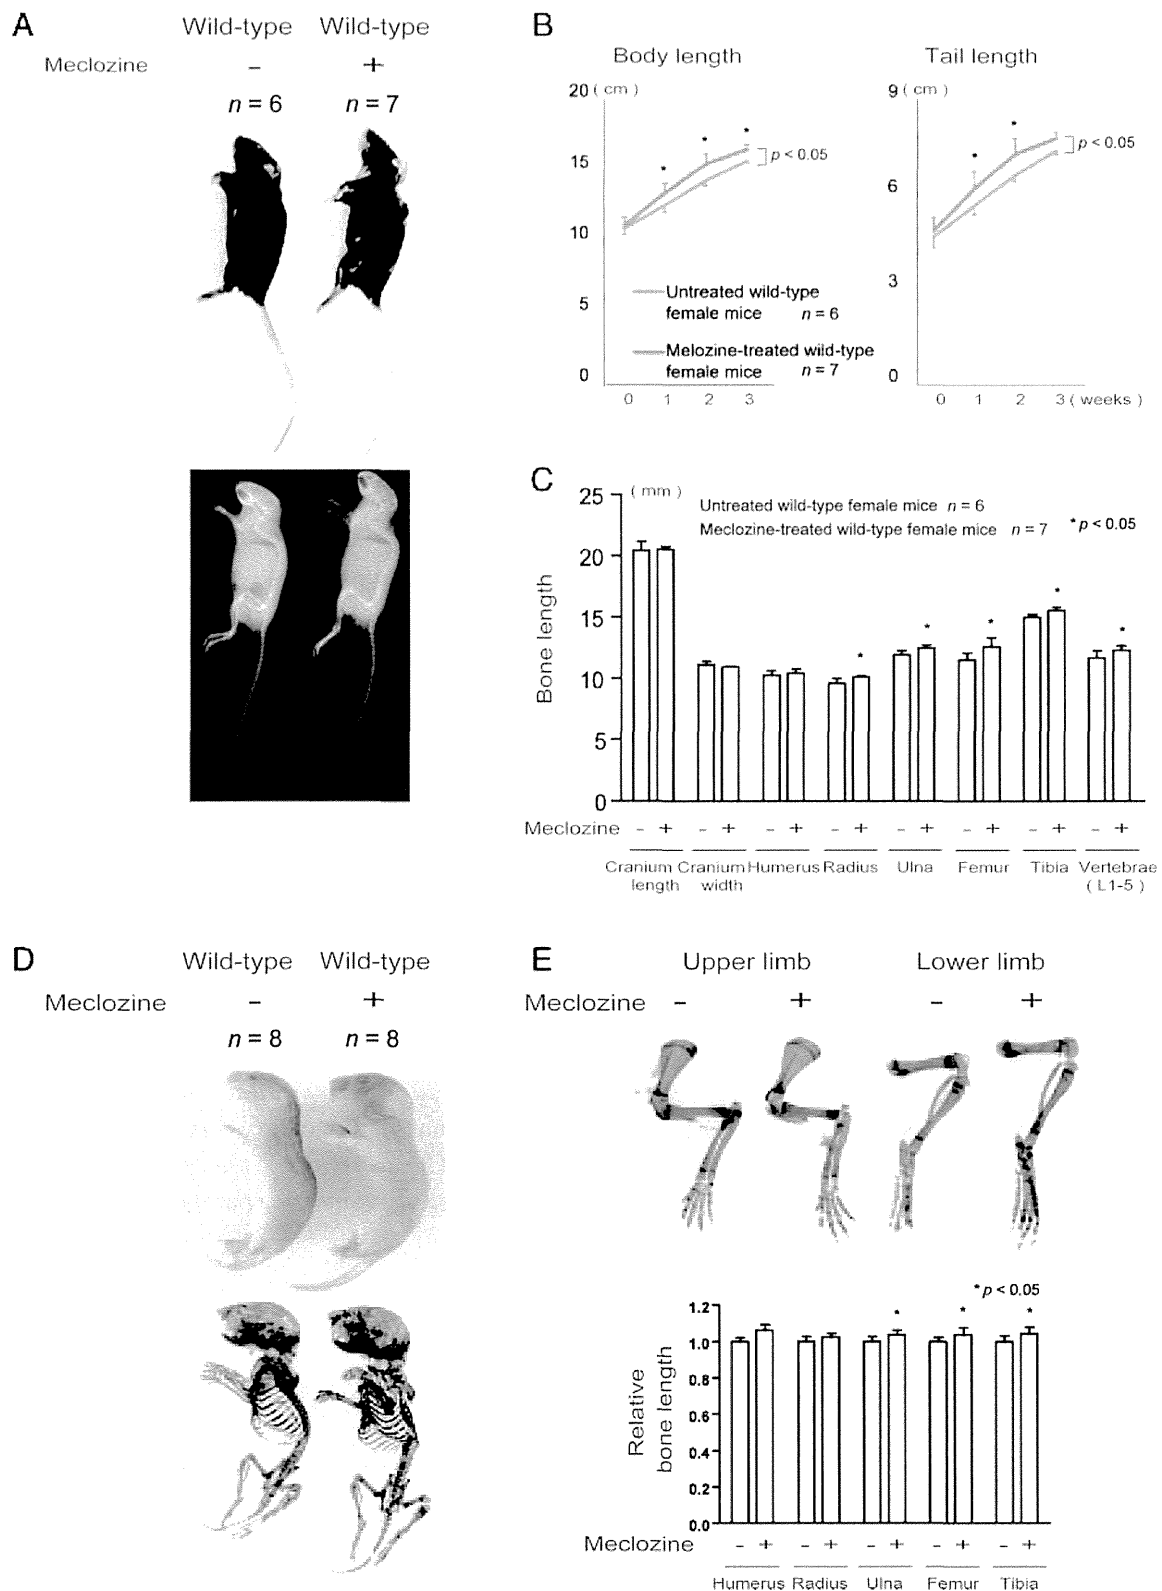 A
Wild-type Wild-type
Meclozine – +
n = 6 n = 7
B
Body length
20 ( cm )
15
10
5
0
* * *
p < 0.05
Untreated wild-type
female mice n = 6
Melozine-treated wild-type
female mice n = 7
0 1 2 3
Tail length
9 ( cm )
6
3
0
* *
p < 0.05
0 1 2 3 ( weeks )
C
Bone length
( mm )
25
20
15
10
5
0
Untreated wild-type female mice n = 6
Meclozine-treated wild-type female mice n = 7
* p < 0.05
* * * * *
Meclozine – + – + – + – + – + – + – + – +
Cranium length
Cranium width
Humerus
Radius
Ulna
Femur
Tibia
Vertebrae
( L1-5 )
D
Wild-type Wild-type
Meclozine – +
n = 8 n = 8
E
Upper limb Lower limb
Meclozine – + – +
* p < 0.05
Relative
bone length
1.2
1.0
0.8
0.6
0.4
0.2
0.0
* * *
Meclozine – + – + – + – + – +
Humerus Radius Ulna Femur Tibia